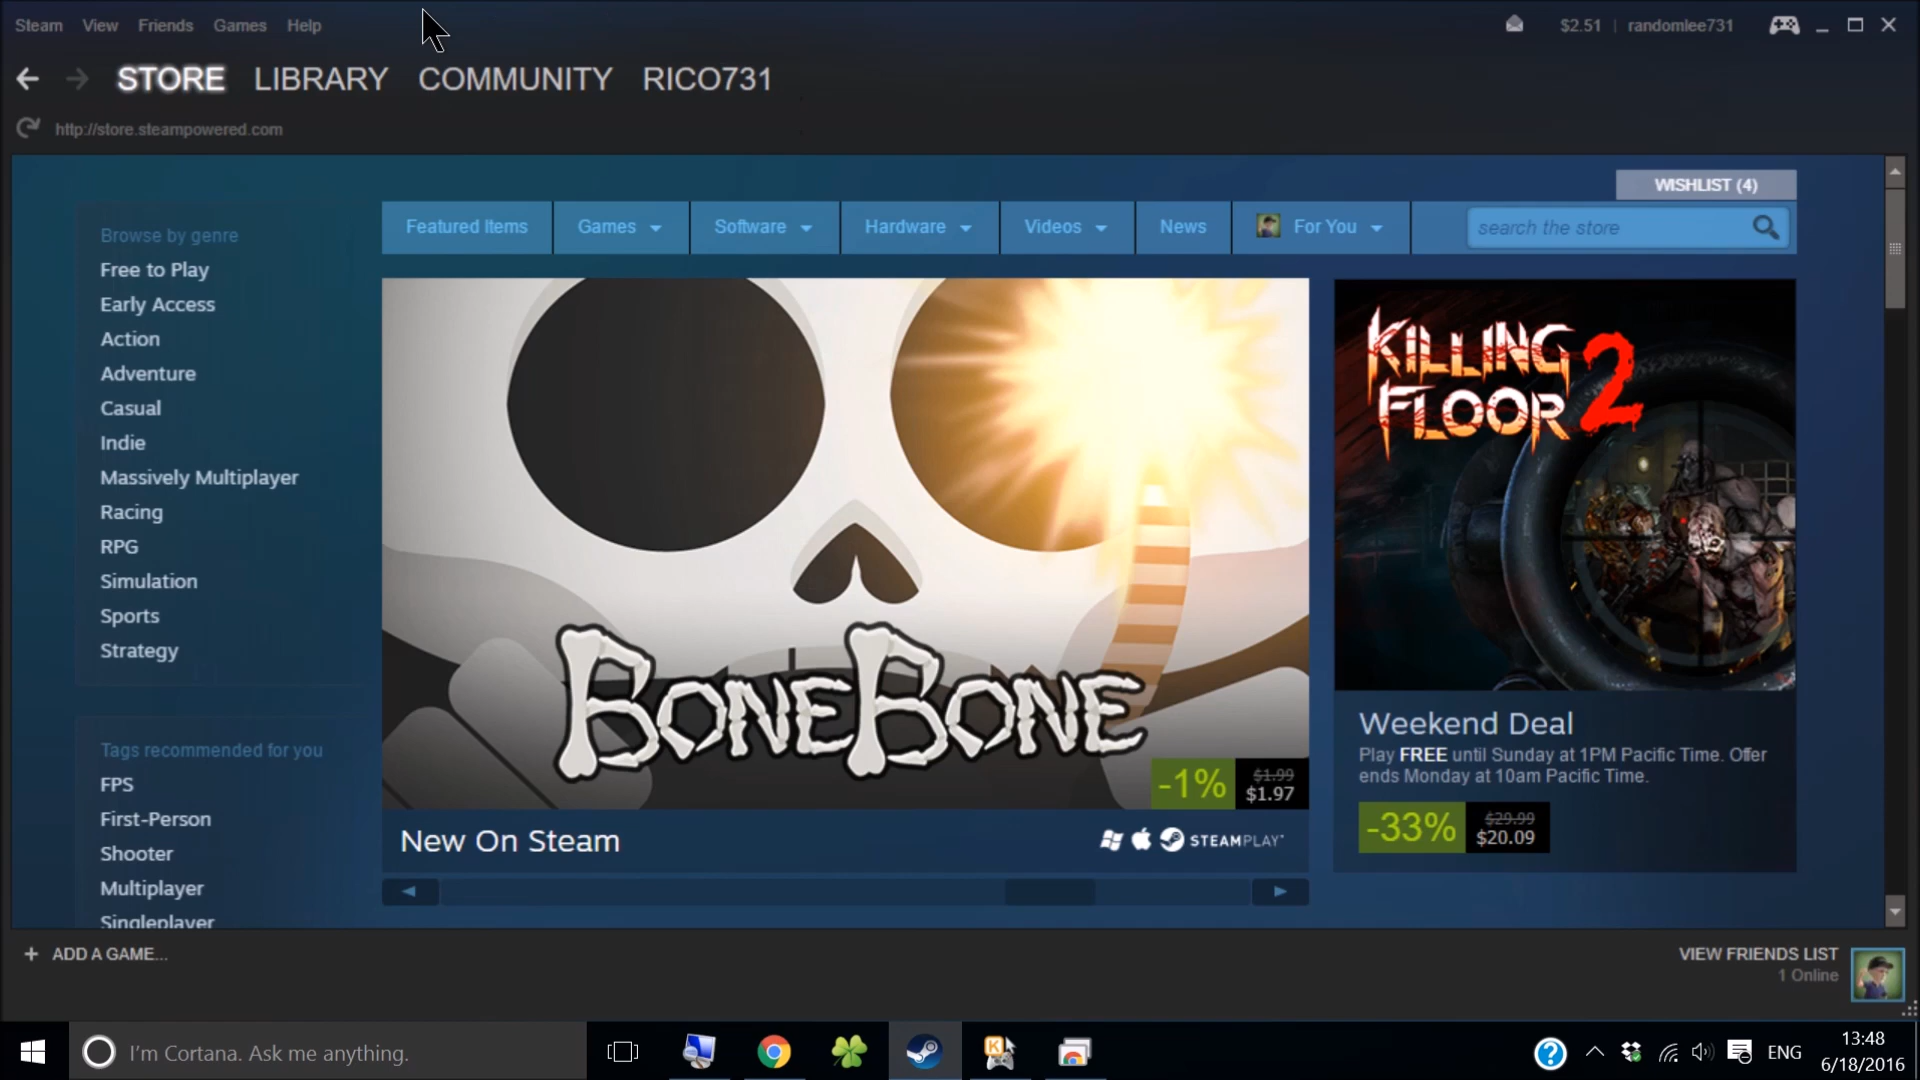 Steam View Friends Games Help
$2.51 | randomlee731
STORE LIBRARY COMMUNITY RICO731
http://store.steampowered.com
WISHLIST (4)
Featured Items Games Software Hardware Videos News For You search the store
Browse by genre
Free to Play
Early Access
Action
Adventure
Casual
Indie
Massively Multiplayer
Racing
RPG
Simulation
Sports
Strategy
Tags recommended for you
FPS
First-Person
Shooter
Multiplayer
Singleplayer
BONEBONE
-1% $1.99
$1.97
New On Steam
STEAMPLAY
KILLING
FLOOR 2
Weekend Deal
Play FREE until Sunday at 1PM Pacific Time. Offer
ends Monday at 10am Pacific Time.
-33% $29.99
$20.09
+ ADD A GAME...
VIEW FRIENDS LIST
1 Online
I'm Cortana. Ask me anything.
ENG
13:48
6/18/2016